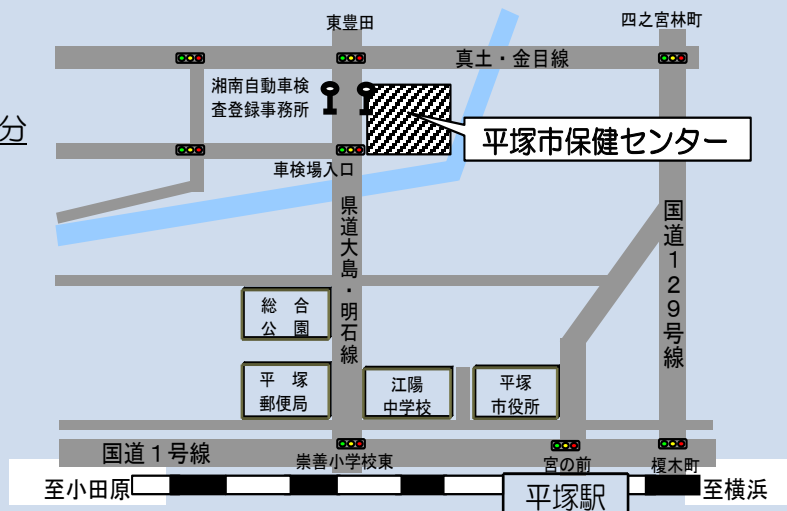 東豊田
四之宮林町
真土・金目線
湘南自動車検
査登録事務所
分
平塚市保健センター
車検場入口
県道大島・明石線
国道129号線
総合
公園
平塚
郵便局
江陽
中学校
平塚
市役所
国道1号線
崇善小学校東
宮の前
榎木町
至小田原
平塚駅
至横浜